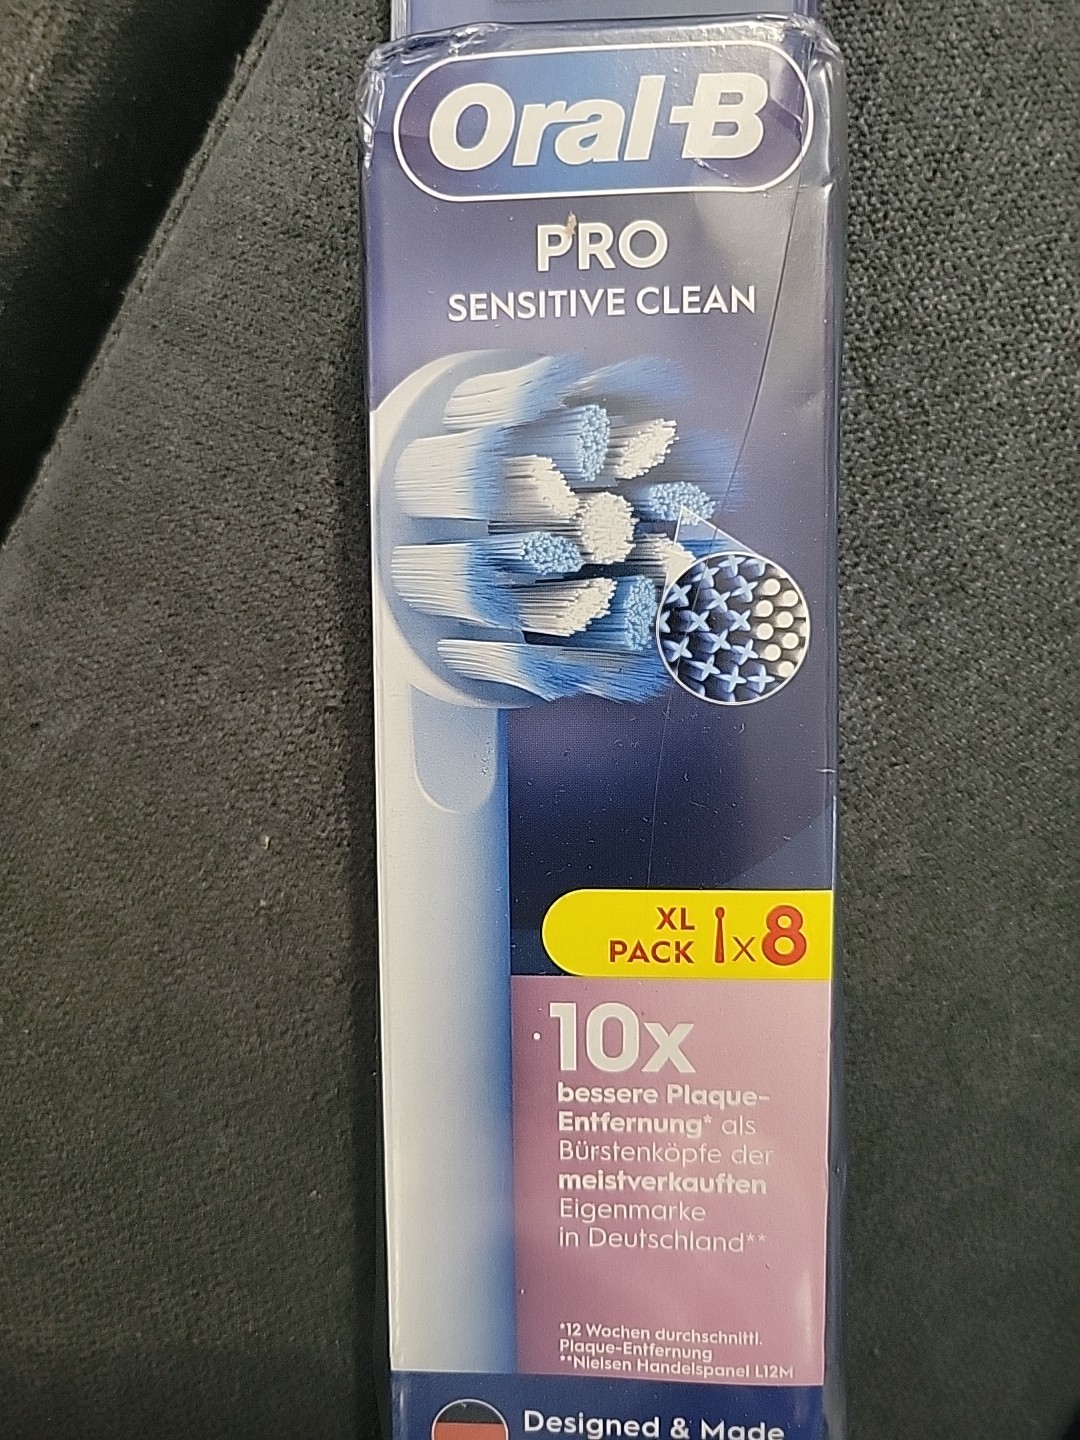 Oral-B
PRO
SENSITIVE CLEAN
XL
PACK x8
10x
bessere Plaque-
Entfernung* als
Bürstenköpfe der
meistverkauften
Eigenmarke
in Deutschland**
*12 Wochen durchschnittl.
Plaque-Entfernung
**Nielsen Handelspanel L12M
Designed & Made